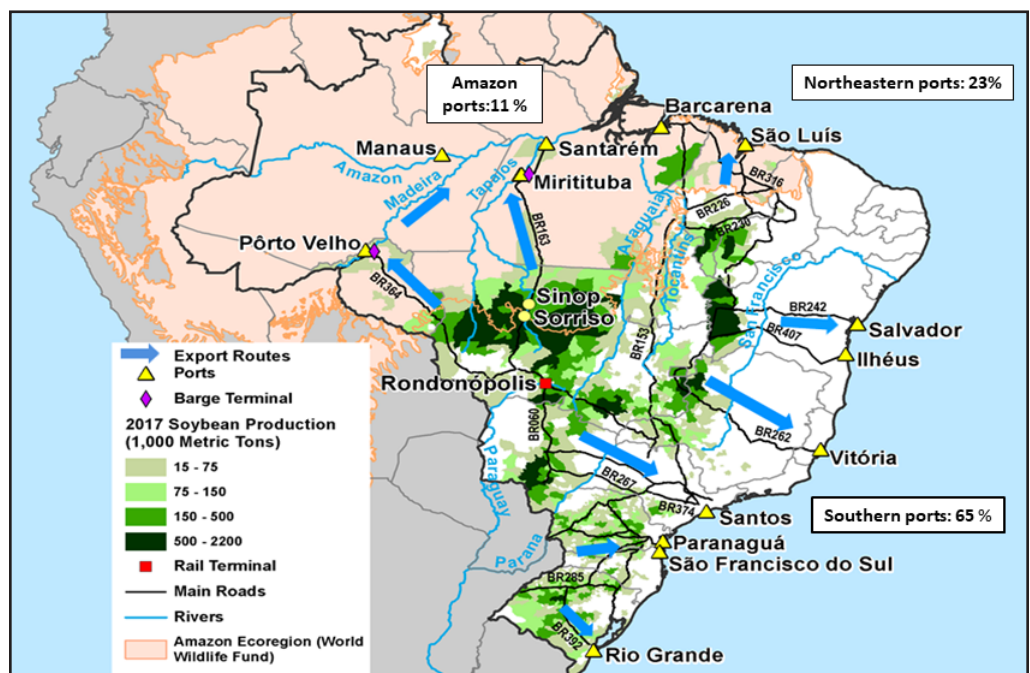 Amazon
ports:11 %
Northeastern ports: 23%
Barcarena
São Luís
Manaus
Santarém
Amazon
Madeira
Tapajos
Miritituba
BR316
BR226
BR230
BR163
Araguaia
Tocantins
Pôrto Velho
BR364
San Francisco
Sinop
Sorriso
BR242
BR407
Salvador
Ilhéus
BR153
Rondonópolis
BR060
BR262
Vitória
Paraguay
BR267
BR374
Santos
Southern ports: 65 %
Parana
Paranaguá
São Francisco do Sul
BR285
BR392
Rio Grande
Export Routes
Ports
Barge Terminal
2017 Soybean Production
(1,000 Metric Tons)
15 - 75
75 - 150
150 - 500
500 - 2200
Rail Terminal
Main Roads
Rivers
Amazon Ecoregion (World
Wildlife Fund)